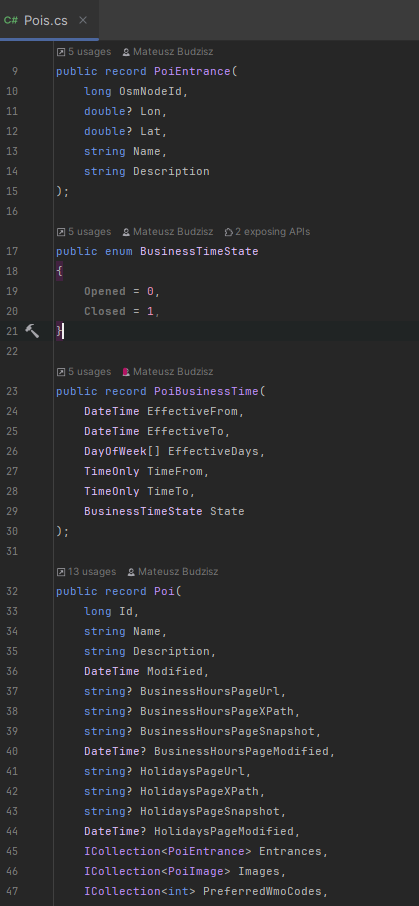 C# Pois.cs ×
5 usages Mateusz Budzisz
9 public record PoiEntrance(
10 long OsmNodeId,
11 double? Lon,
12 double? Lat,
13 string Name,
14 string Description
15 );
16
5 usages Mateusz Budzisz 2 exposing APIs
17 public enum BusinessTimeState
18 {
19 Opened = 0,
20 Closed = 1,
21 }
22
5 usages Mateusz Budzisz
23 public record PoiBusinessTime(
24 DateTime EffectiveFrom,
25 DateTime EffectiveTo,
26 DayOfWeek[] EffectiveDays,
27 TimeOnly TimeFrom,
28 TimeOnly TimeTo,
29 BusinessTimeState State
30 );
31
13 usages Mateusz Budzisz
32 public record Poi(
33 long Id,
34 string Name,
35 string Description,
36 DateTime Modified,
37 string? BusinessHoursPageUrl,
38 string? BusinessHoursPageXPath,
39 string? BusinessHoursPageSnapshot,
40 DateTime? BusinessHoursPageModified,
41 string? HolidaysPageUrl,
42 string? HolidaysPageXPath,
43 string? HolidaysPageSnapshot,
44 DateTime? HolidaysPageModified,
45 ICollection<PoiEntrance> Entrances,
46 ICollection<PoiImage> Images,
47 ICollection<int> PreferredWmoCodes,